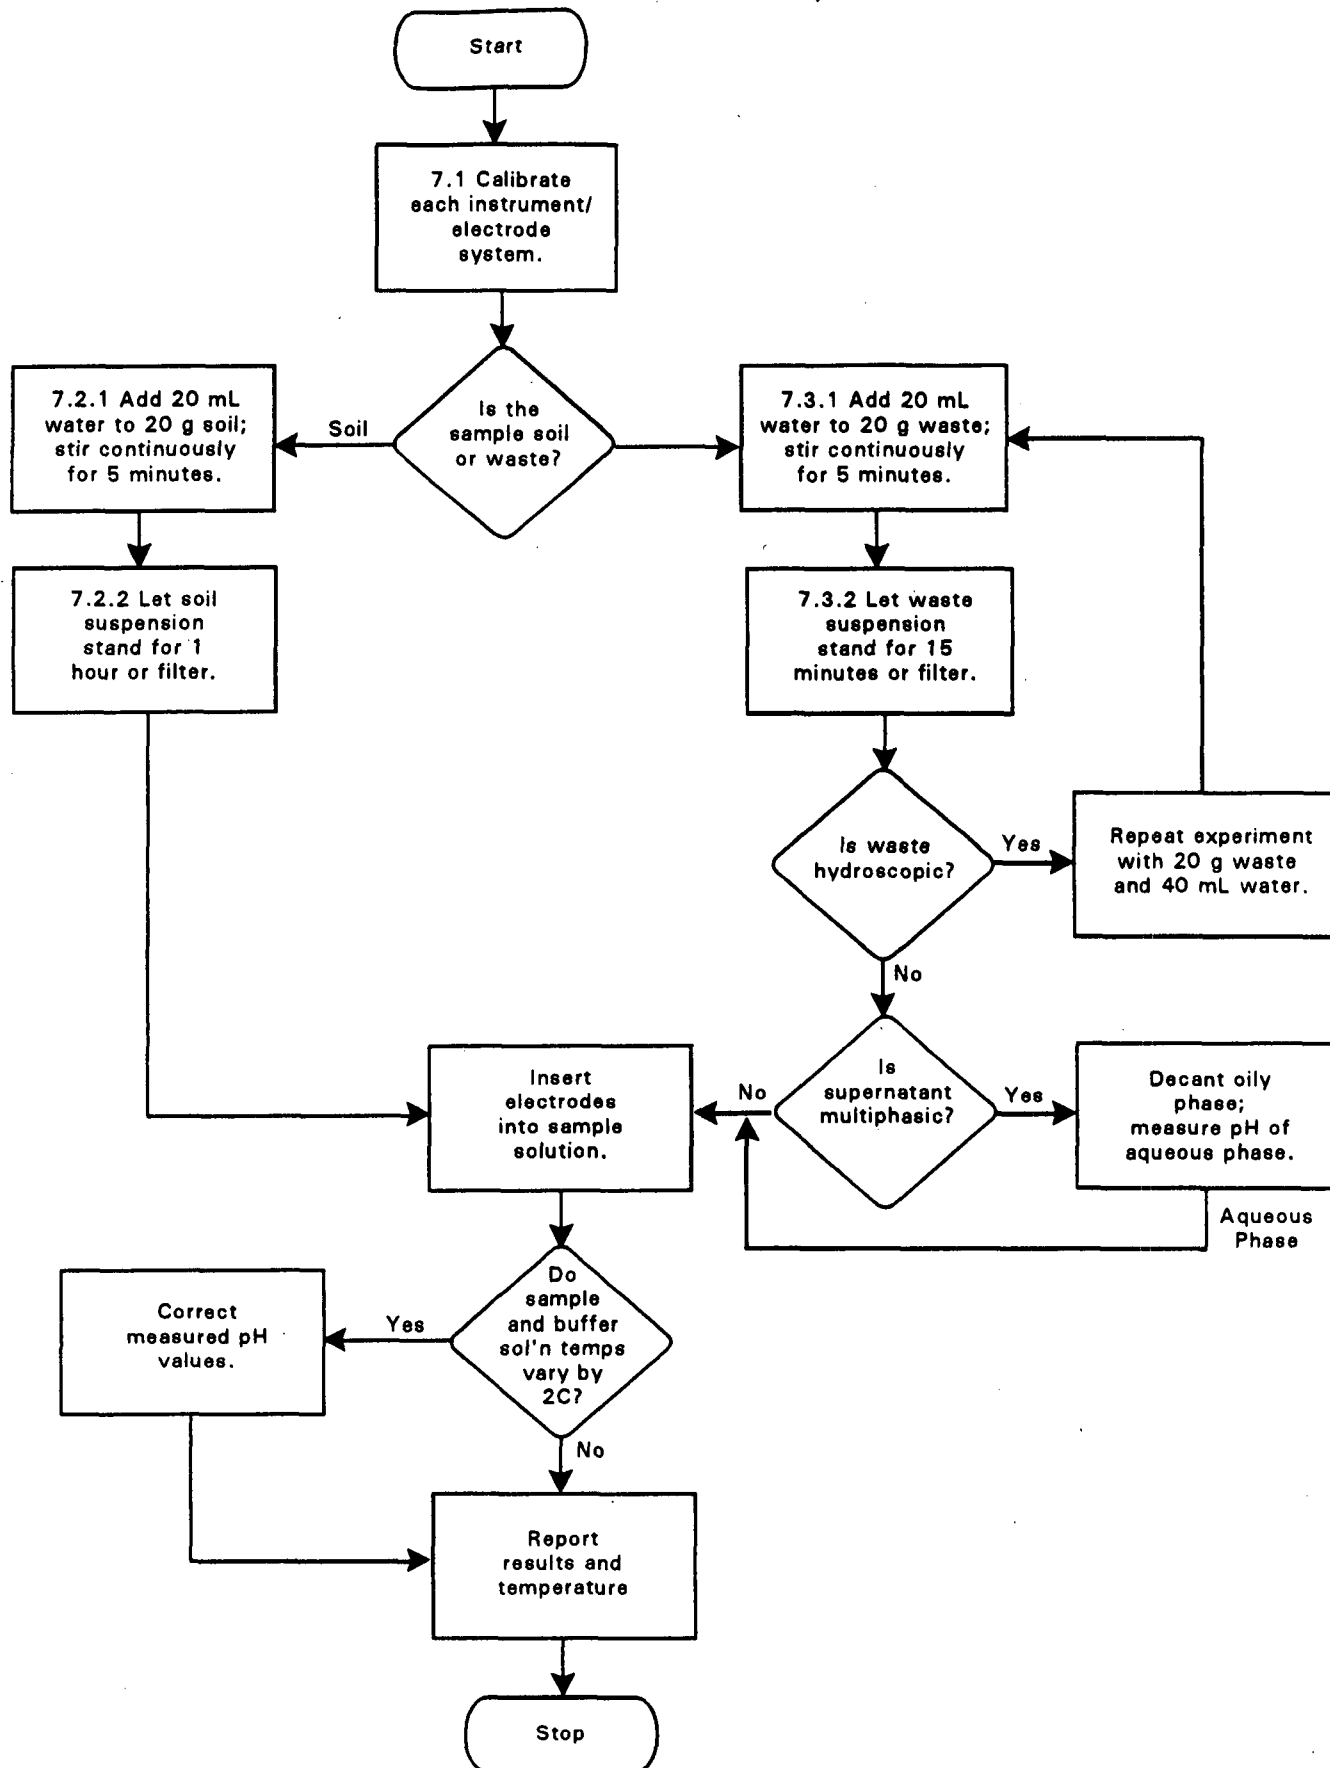 Start
7.1 Calibrate
each instrument/
electrode
system.
Is the
sample soil
or waste?
Soil
7.2.1 Add 20 mL
water to 20 g soil;
stir continuously
for 5 minutes.
7.3.1 Add 20 mL
water to 20 g waste;
stir continuously
for 5 minutes.
7.2.2 Let soil
suspension
stand for 1
hour or filter.
7.3.2 Let waste
suspension
stand for 15
minutes or filter.
Is waste
hydroscopic?
Yes
Repeat experiment
with 20 g waste
and 40 mL water.
No
Is
supernatant
multiphasic?
Yes
Decant oily
phase;
measure pH of
aqueous phase.
Aqueous
Phase
No
Insert
electrodes
into sample
solution.
Do
sample
and buffer
sol'n temps
vary by
2C?
Yes
Correct
measured pH
values.
No
Report
results and
temperature
Stop